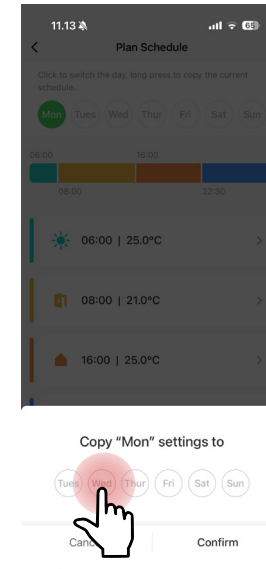 11.13
65
Plan Schedule
Click to switch the day, long press to copy the current
schedule.
Mon Tues Wed Thur Fri Sat Sun
06:00 16:00
08:00 22:30
06:00 | 25.0°C
08:00 | 21.0°C
16:00 | 25.0°C
Copy “Mon” settings to
Tues Wed Thur Fri Sat Sun
Confirm